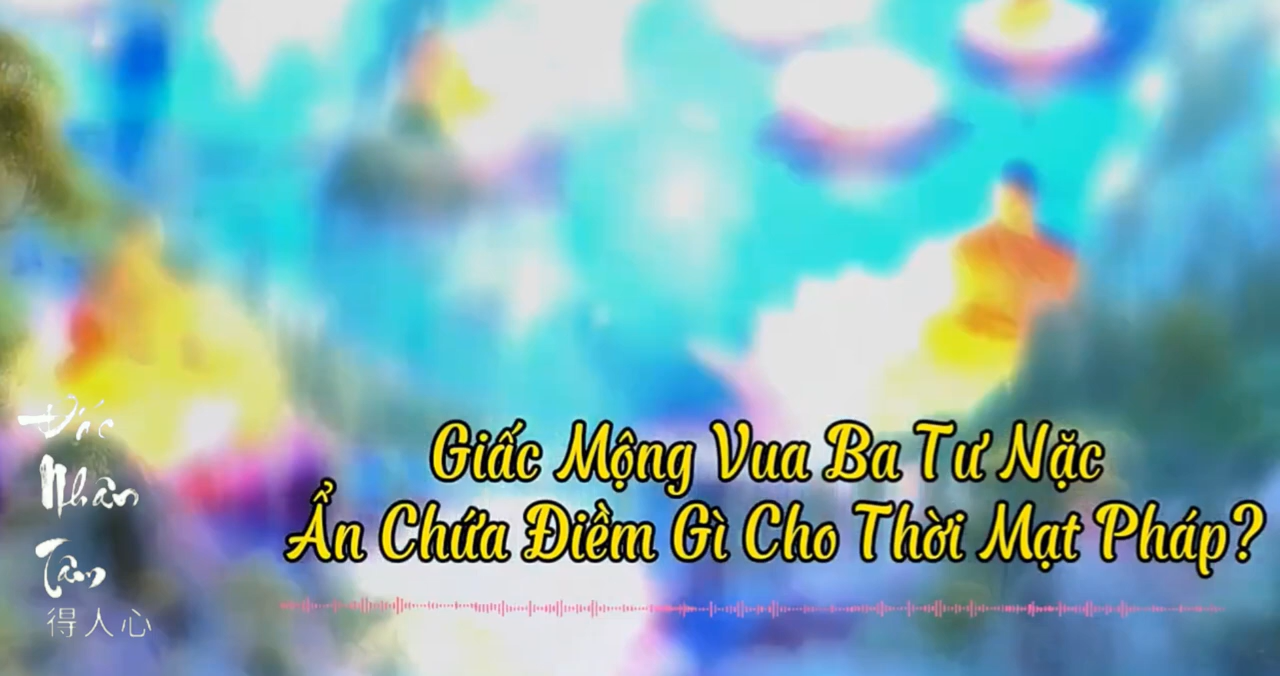 Giấc Mộng Vua Ba Tư Nặc
Ẩn Chứa Điềm Gì Cho Thời Mạt Pháp?
Đắc
Nhân
Tâm
得人心